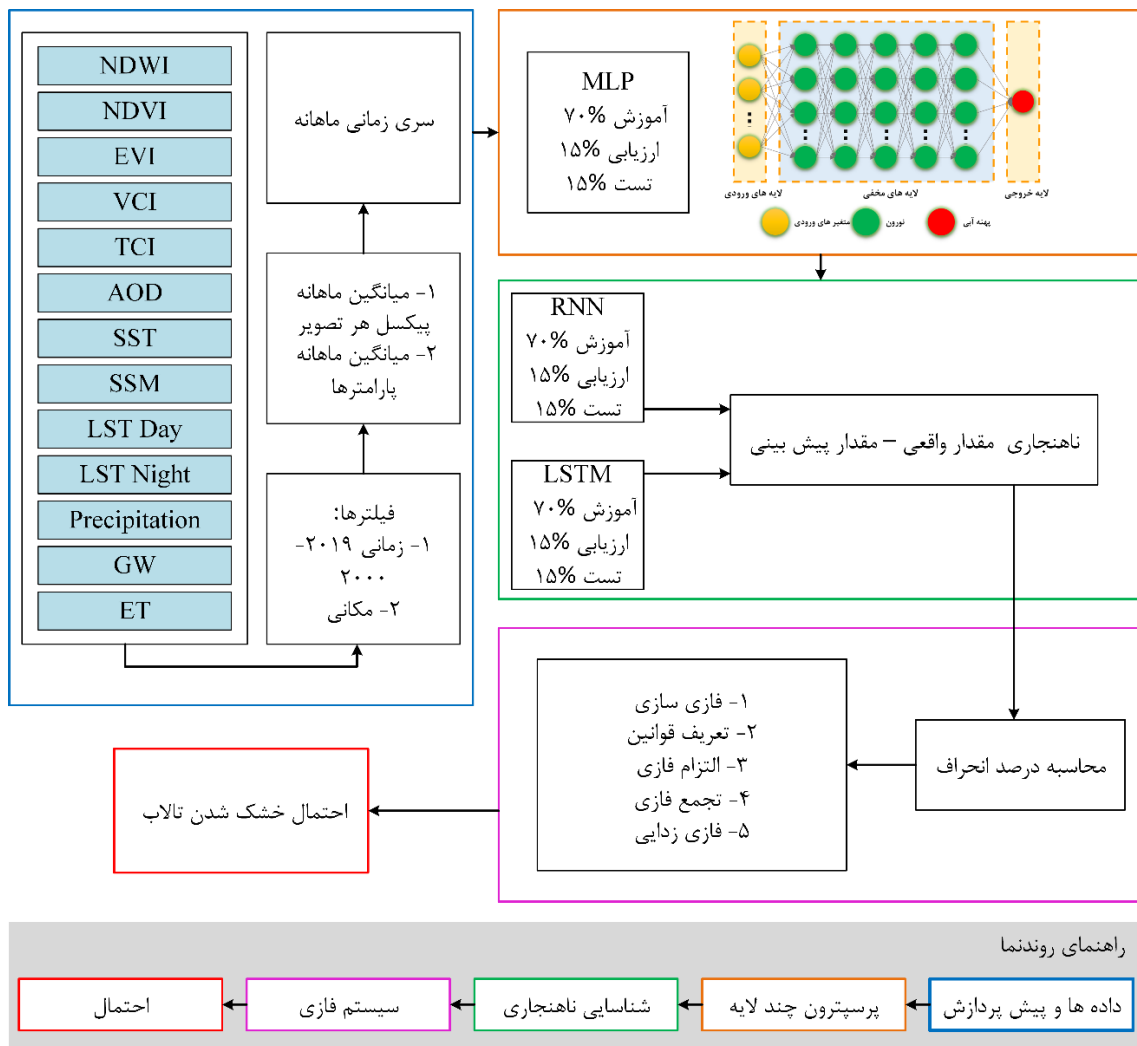 NDWI
NDVI
EVI
VCI
TCI
AOD
SST
SSM
LST Day
LST Night
Precipitation
GW
ET
سری زمانی ماهانه
۱- میانگین ماهانه
پیکسل هر تصویر
۲- میانگین ماهانه
پارامترها
فیلترها:
۱- زمانی ۲۰۱۹-
۲۰۰۰
۲- مکانی
MLP
آموزش ۷۰%
ارزیابی ۱۵%
تست ۱۵%
لایه های ورودی
لایه های مخفی
لایه خروجی
متغیر های ورودی
نورون
پهنه آبی
RNN
آموزش ۷۰%
ارزیابی ۱۵%
تست ۱۵%
LSTM
آموزش ۷۰%
ارزیابی ۱۵%
تست ۱۵%
ناهنجاری مقدار واقعی – مقدار پیش بینی
محاسبه درصد انحراف
۱- فازی سازی
۲- تعریف قوانین
۳- التزام فازی
۴- تجمع فازی
۵- فازی زدایی
احتمال خشک شدن تالاب
راهنمای روندنما
داده ها و پیش پردازش
پرسپترون چند لایه
شناسایی ناهنجاری
سیستم فازی
احتمال